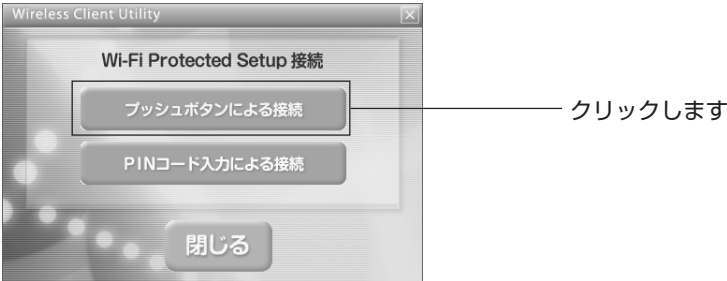 Wireless Client Utility
Wi-Fi Protected Setup 接続
プッシュボタンによる接続
クリックします
PINコード入力による接続
閉じる